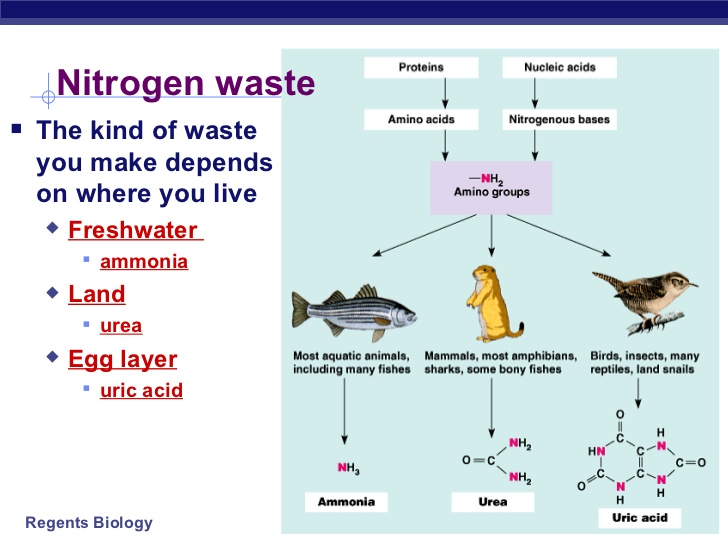 Nitrogen waste
The kind of waste
you make depends
on where you live
Freshwater
ammonia
Land
urea
Egg layer
uric acid
Regents Biology
Proteins
Nucleic acids
Amino acids
Nitrogenous bases
—NH2
Amino groups
Most aquatic animals,
including many fishes
Mammals, most amphibians,
sharks, some bony fishes
Birds, insects, many
reptiles, land snails
NH3
Ammonia
NH2
O=C
NH2
Urea
O
H
C
N
HN
C
C=O
C
C
O
N
N
H
H
Uric acid